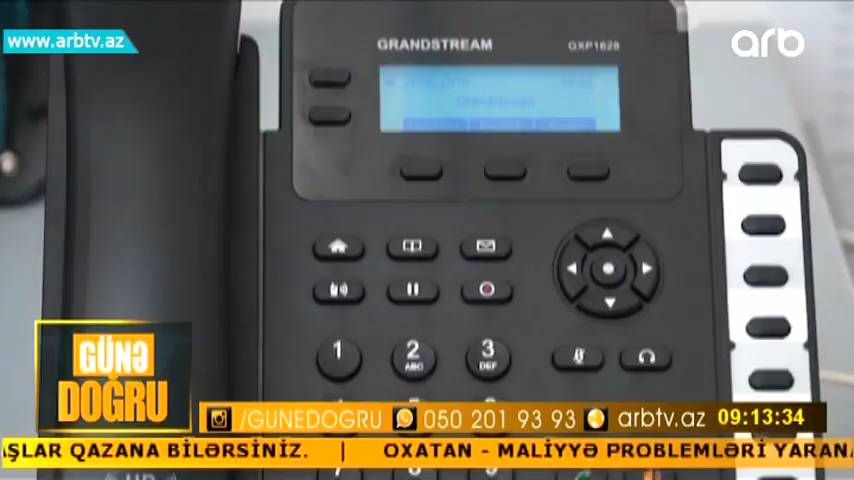 www.arbtv.az
arb
GRANDSTREAM
GXP1628
1
2 ABC
3 DEF
GÜNƏ
DOĞRU
/GUNEDOGRU 050 201 93 93 arbtv.az 09:13:34
AŞLAR QAZANA BİLƏRSİNİZ. | OXATAN - MALİYYƏ PROBLEMLƏRİ YARANA